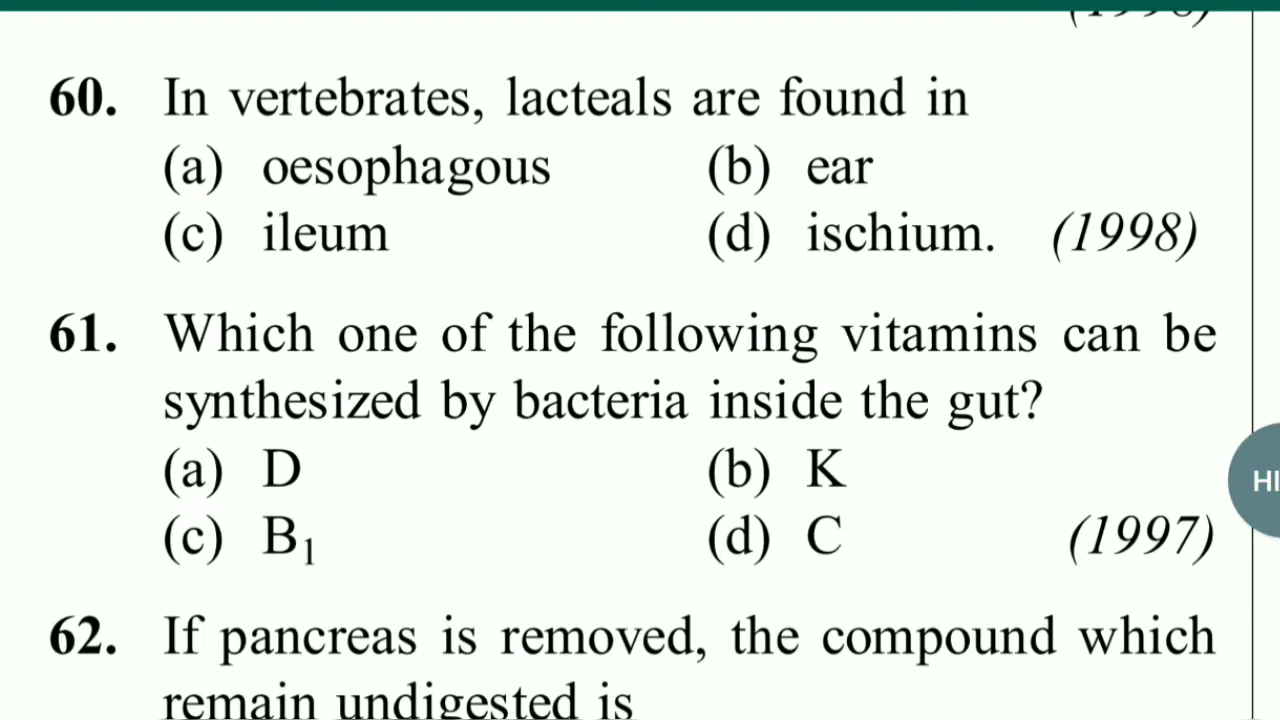 60. In vertebrates, lacteals are found in
(a) oesophagous (b) ear
(c) ileum (d) ischium. (1998)
61. Which one of the following vitamins can be
synthesized by bacteria inside the gut?
(a) D (b) K
(c) B₁ (d) C (1997)
HI
62. If pancreas is removed, the compound which
remain undigested is